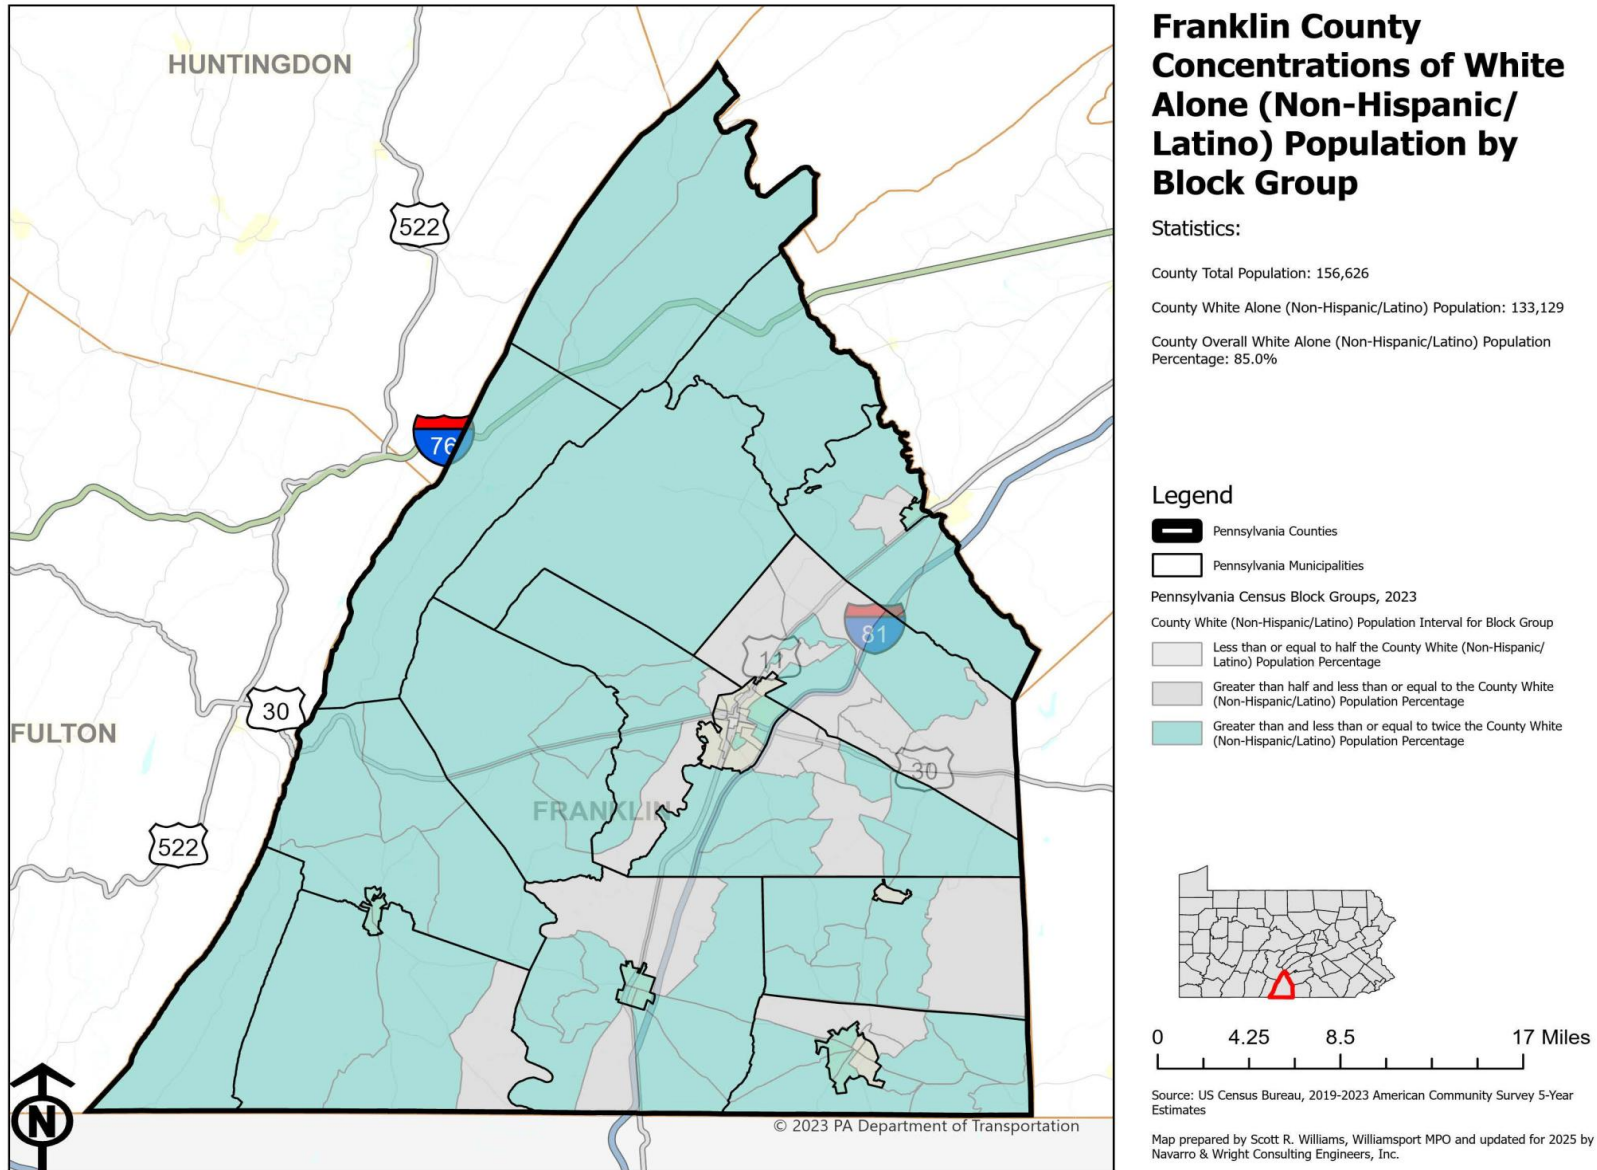 HUNTINGDON
522
76
30
FULTON
522
11
81
30
FRANKLIN
N
© 2023 PA Department of Transportation
Franklin County
Concentrations of White
Alone (Non-Hispanic/
Latino) Population by
Block Group
Statistics:
County Total Population: 156,626
County White Alone (Non-Hispanic/Latino) Population: 133,129
County Overall White Alone (Non-Hispanic/Latino) Population
Percentage: 85.0%
Legend
Pennsylvania Counties
Pennsylvania Municipalities
Pennsylvania Census Block Groups, 2023
County White (Non-Hispanic/Latino) Population Interval for Block Group
Less than or equal to half the County White (Non-Hispanic/
Latino) Population Percentage
Greater than half and less than or equal to the County White
(Non-Hispanic/Latino) Population Percentage
Greater than and less than or equal to twice the County White
(Non-Hispanic/Latino) Population Percentage
0 4.25 8.5 17 Miles
Source: US Census Bureau, 2019-2023 American Community Survey 5-Year
Estimates
Map prepared by Scott R. Williams, Williamsport MPO and updated for 2025 by
Navarro & Wright Consulting Engineers, Inc.